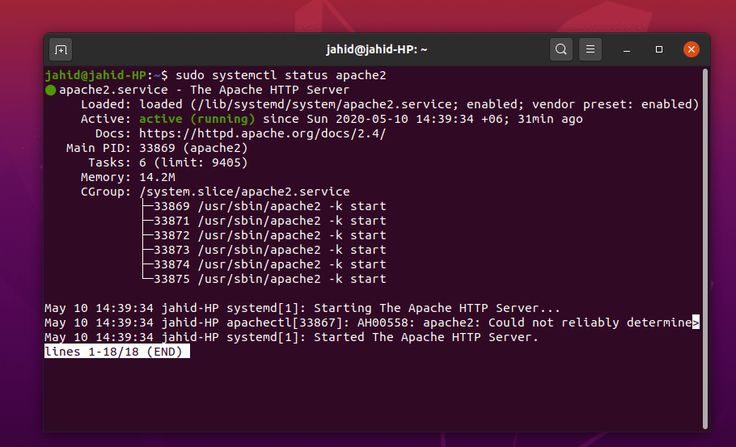 jahid@jahid-HP: ~
jahid@jahid-HP:~$ sudo systemctl status apache2
● apache2.service - The Apache HTTP Server
     Loaded: loaded (/lib/systemd/system/apache2.service; enabled; vendor preset: enabled)
     Active: active (running) since Sun 2020-05-10 14:39:34 +06; 31min ago
       Docs: https://httpd.apache.org/docs/2.4/
   Main PID: 33869 (apache2)
      Tasks: 6 (limit: 9405)
     Memory: 14.2M
     CGroup: /system.slice/apache2.service
             ├─33869 /usr/sbin/apache2 -k start
             ├─33871 /usr/sbin/apache2 -k start
             ├─33872 /usr/sbin/apache2 -k start
             ├─33873 /usr/sbin/apache2 -k start
             ├─33874 /usr/sbin/apache2 -k start
             └─33875 /usr/sbin/apache2 -k start
May 10 14:39:34 jahid-HP systemd[1]: Starting The Apache HTTP Server...
May 10 14:39:34 jahid-HP apachectl[33867]: AH00558: apache2: Could not reliably determine>
May 10 14:39:34 jahid-HP systemd[1]: Started The Apache HTTP Server.
lines 1-18/18 (END)